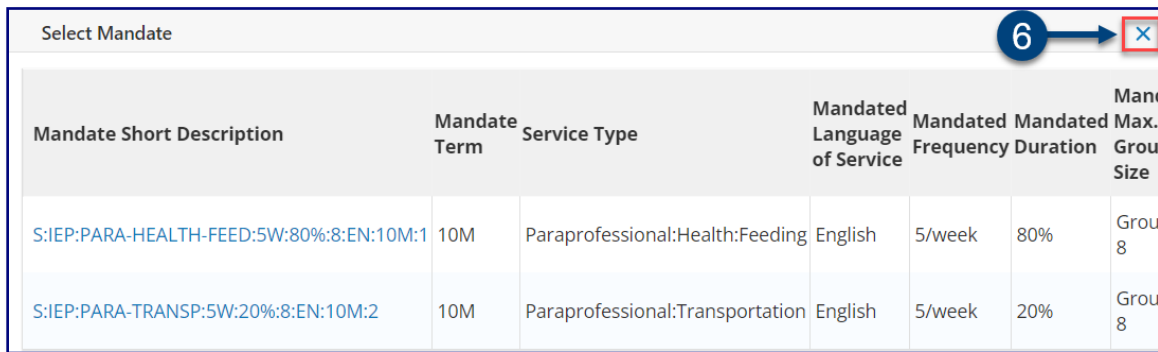 Select Mandate
6
×
Mandate Short Description
Mandate
Term
Service Type
Mandated
Language
of Service
Mandated
Frequency
Mandated
Duration
Max.
Size
S:IEP:PARA-HEALTH-FEED:5W:80%:8:EN:10M:1 10M Paraprofessional:Health:Feeding English 5/week 80%
8
S:IEP:PARA-TRANSP:5W:20%:8:EN:10M:2 10M Paraprofessional:Transportation English 5/week 20%
8